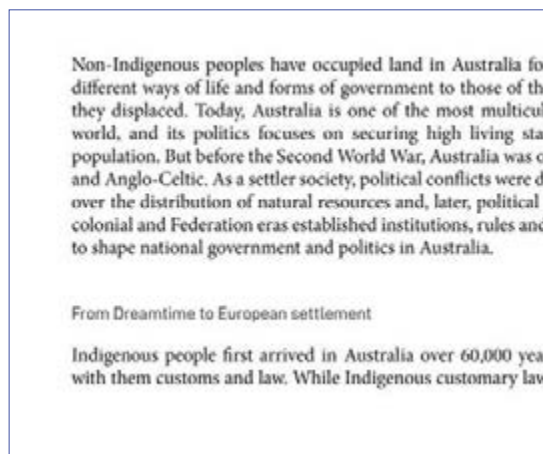 Non-Indigenous peoples have occupied land in Australia fo
different ways of life and forms of government to those of th
they displaced. Today, Australia is one of the most multicul
world, and its politics focuses on securing high living sta
population. But before the Second World War, Australia was o
and Anglo-Celtic. As a settler society, political conflicts were d
over the distribution of natural resources and, later, political
colonial and Federation eras established institutions, rules and
to shape national government and politics in Australia.
From Dreamtime to European settlement
Indigenous people first arrived in Australia over 60,000 yea
with them customs and law. While Indigenous customary law